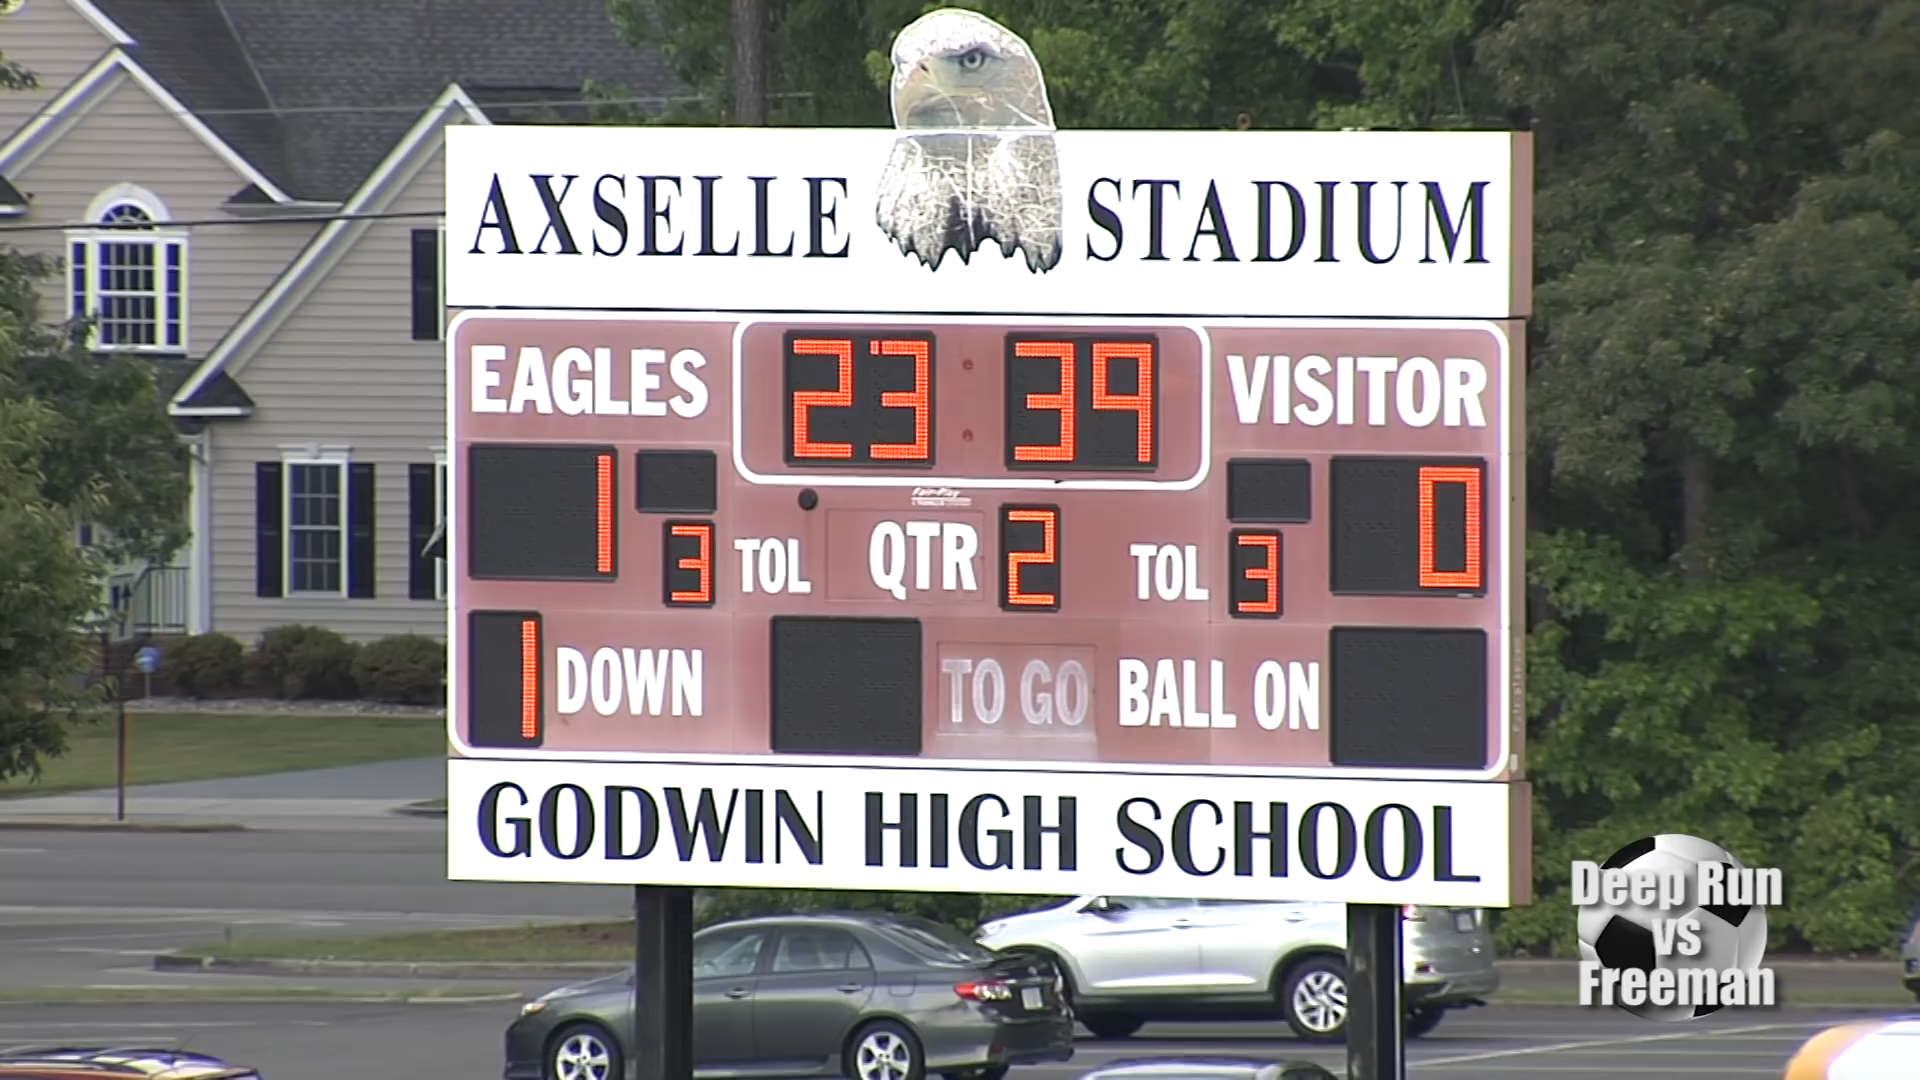 AXSELLE STADIUM
EAGLES 23 39 VISITOR
1 3 TOL QTR 2 TOL 3 0
1 DOWN TO GO BALL ON
GODWIN HIGH SCHOOL
Deep Run
vs
Freeman